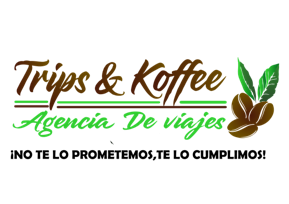 Trips & Koffee
Agencia De viajes
¡NO TE LO PROMETEMOS,TE LO CUMPLIMOS!